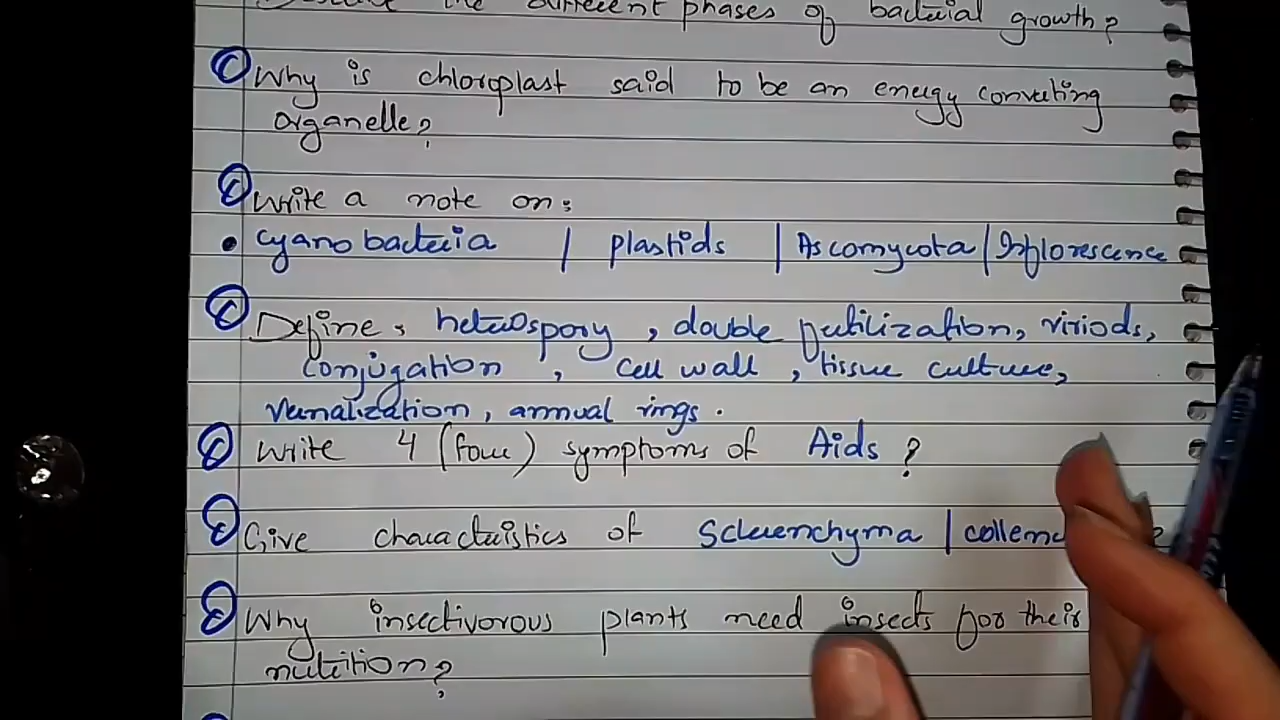 the different phases of bacterial growth?
Why is chloroplast said to be an energy converting
organelle?
Write a note on:
• Cyanobacteria | plastids | Ascomycota | Inflorescence
Define: heterospory, double fertilization, viriods,
conjugation, cell wall, tissue culture,
Vernalization, annual rings.
Write 4 (four) symptoms of Aids?
Give characteristics of Sclerenchyma | collen ?
Why insectivorous plants need insects for their
nutrition?